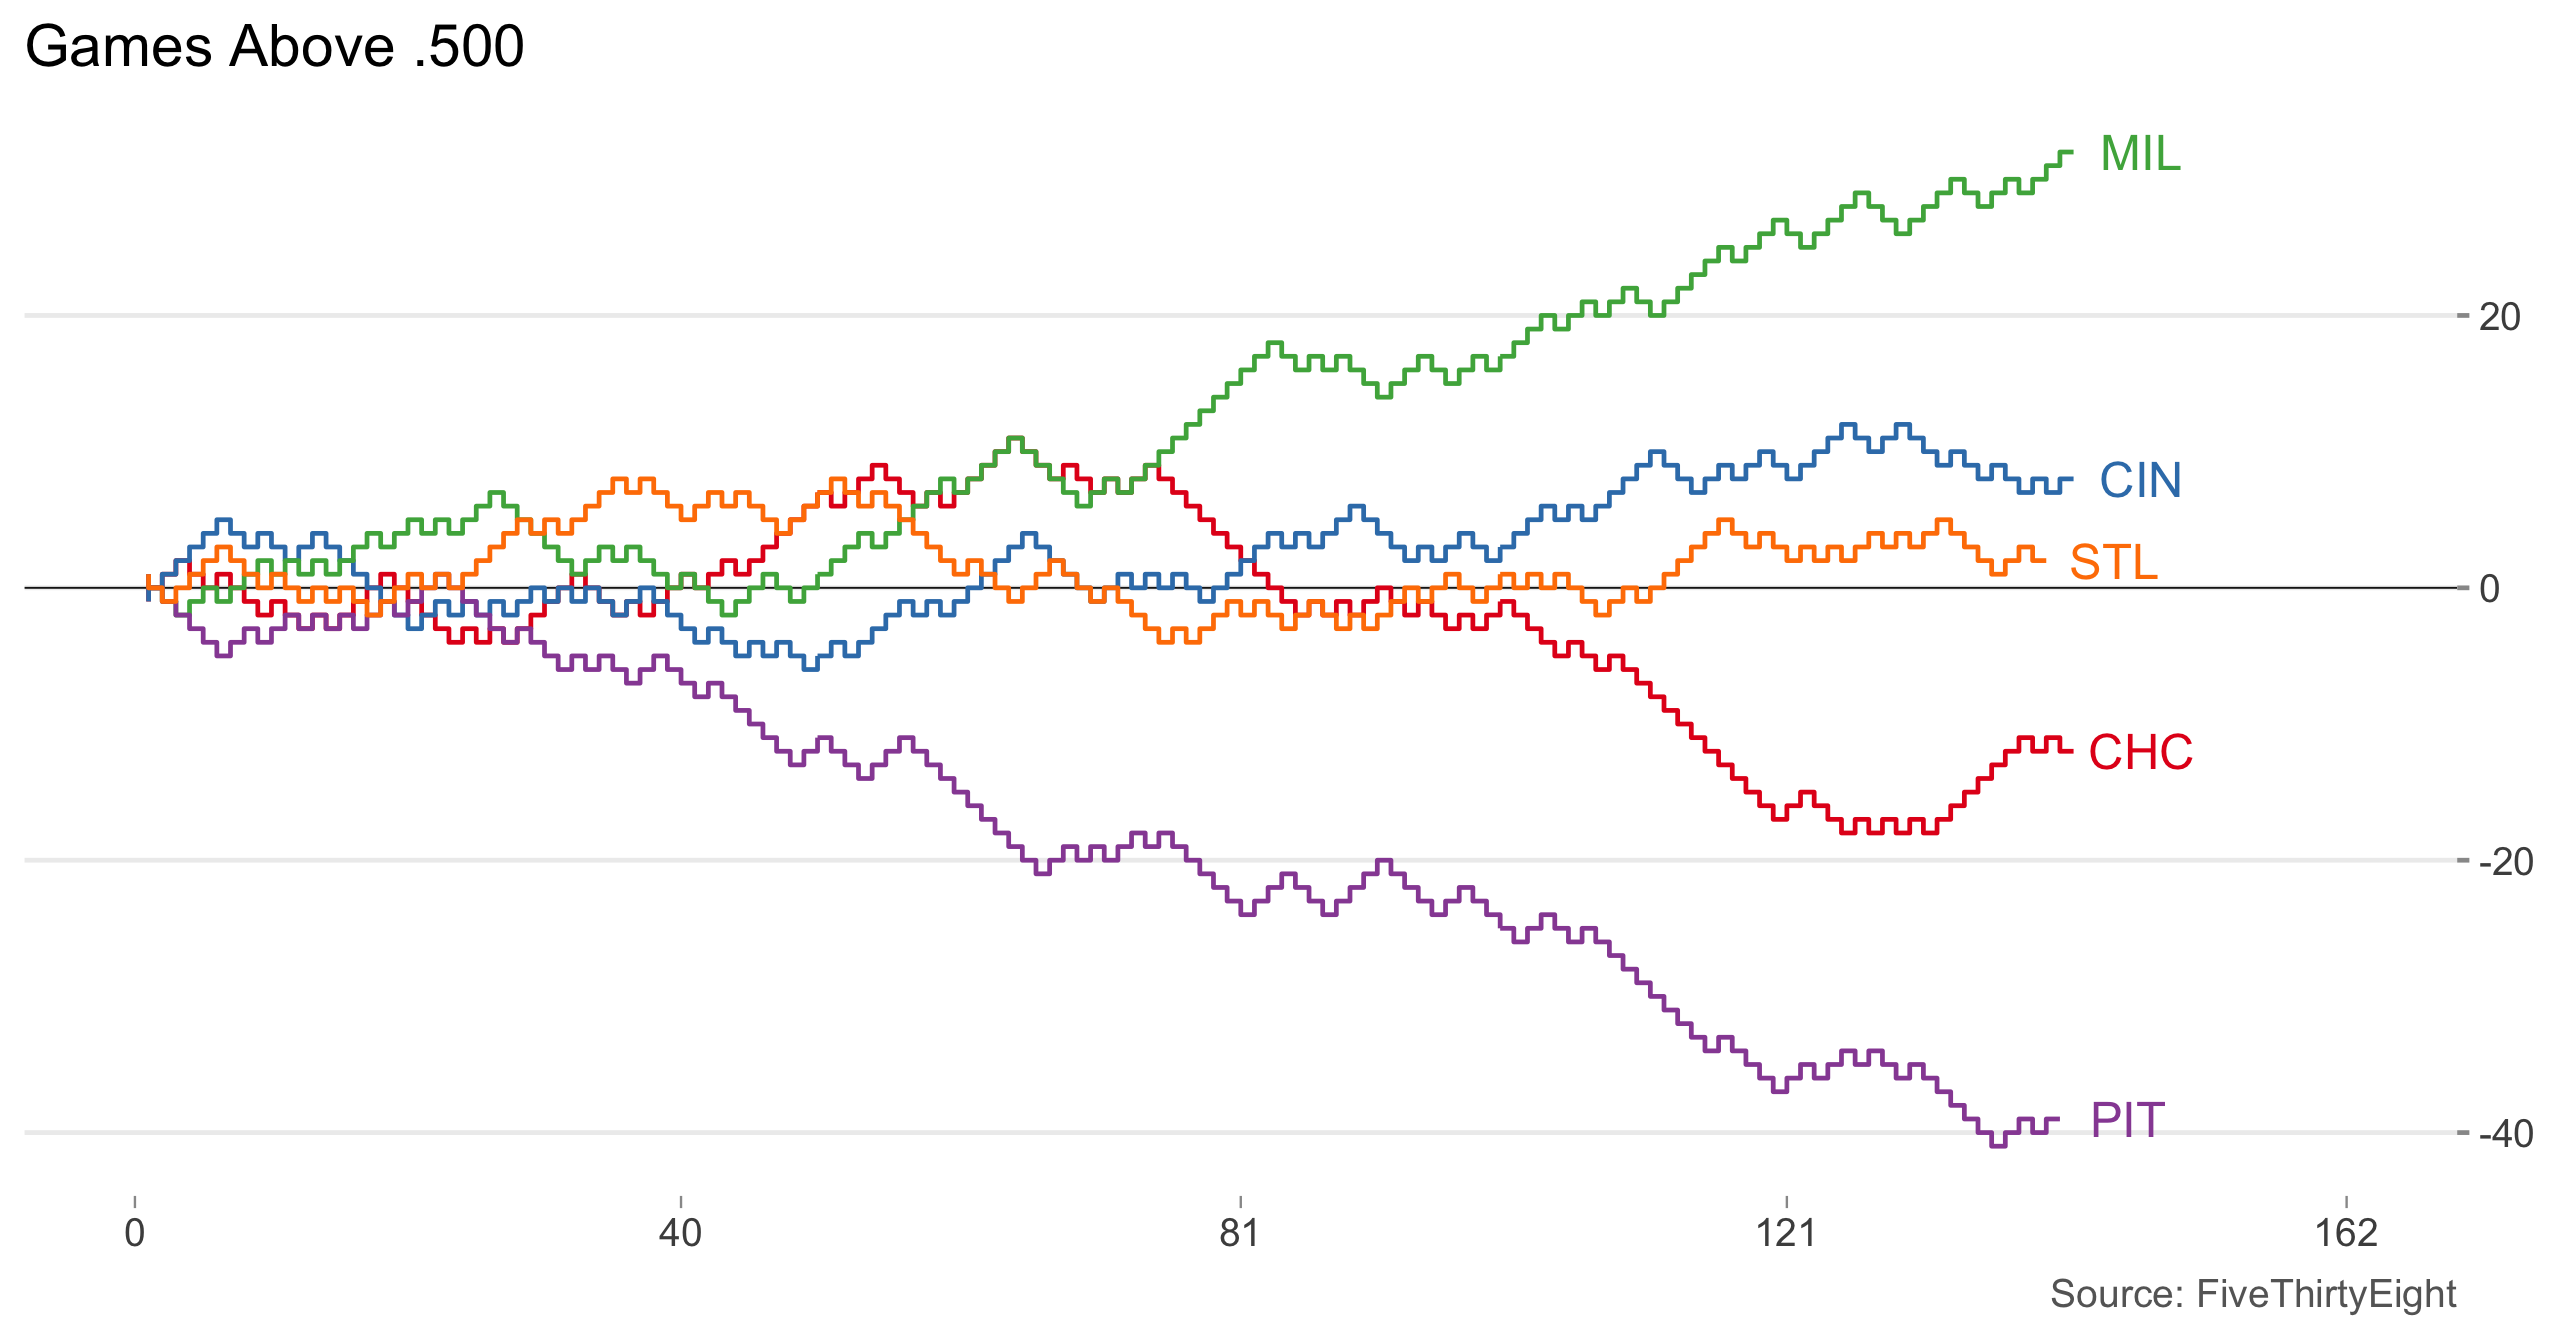 Games Above .500
MIL
20
CIN
STL
0
CHC
-20
PIT
-40
0 40 81 121 162
Source: FiveThirtyEight